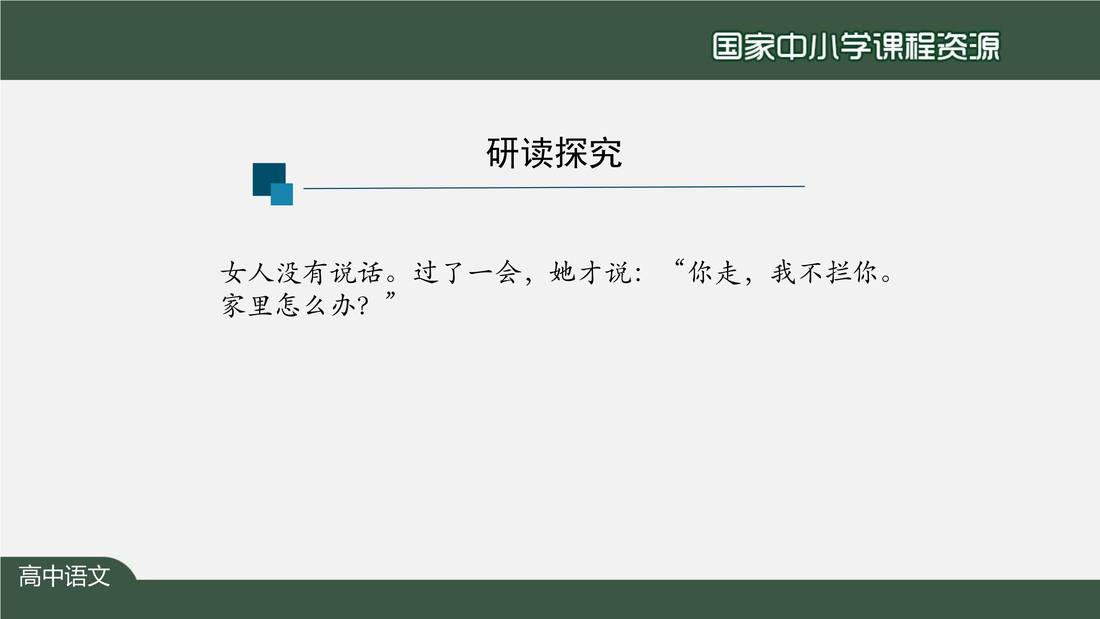 国家中小学课程资源
研读探究
女人没有说话。过了一会，她才说：“你走，我不拦你。
家里怎么办？”
高中语文